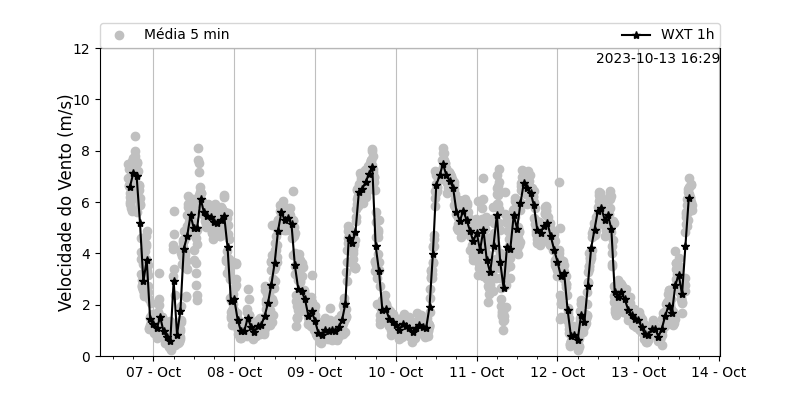 Média 5 min WXT 1h
2023-10-13 16:29
Velocidade do Vento (m/s)
12
10
8
6
4
2
0
07 - Oct 08 - Oct 09 - Oct 10 - Oct 11 - Oct 12 - Oct 13 - Oct 14 - Oct